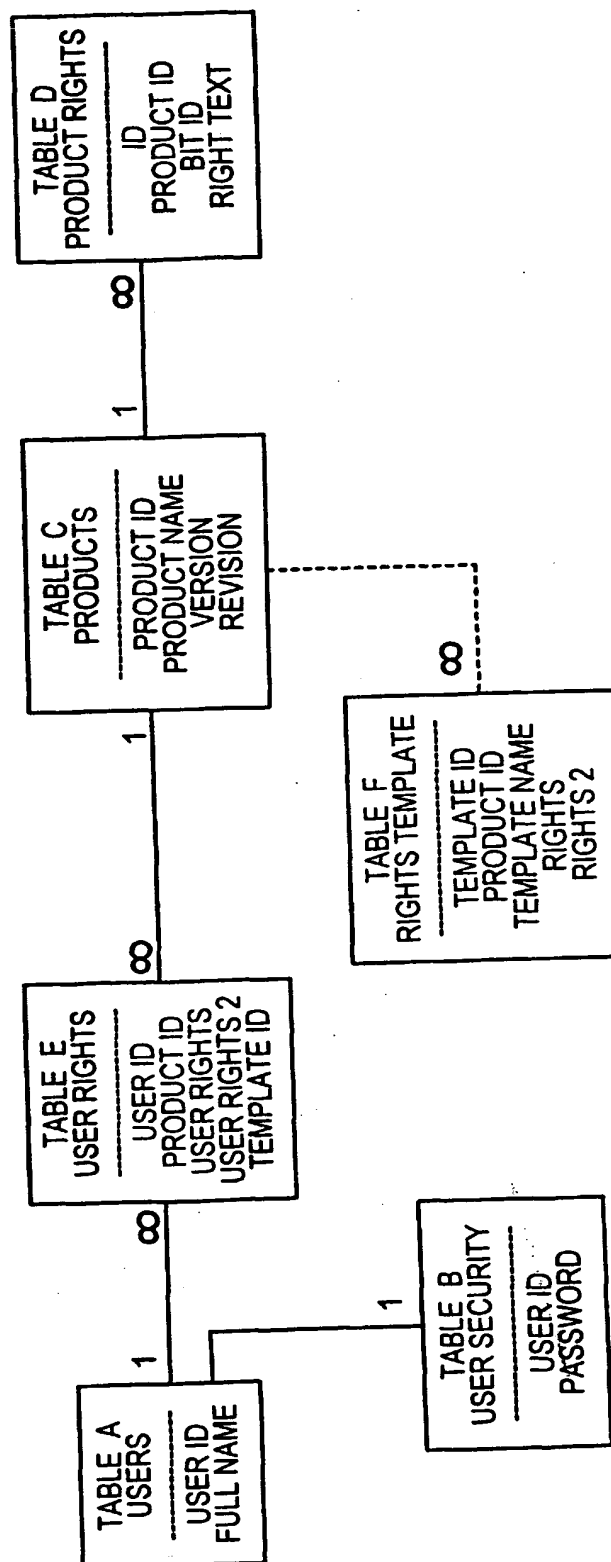 TABLE A
USERS
USER ID
FULL NAME
1
∞
1
TABLE B
USER SECURITY
USER ID
PASSWORD
TABLE E
USER RIGHTS
USER ID
PRODUCT ID
USER RIGHTS
USER RIGHTS 2
TEMPLATE ID
∞
1
TABLE C
PRODUCTS
PRODUCT ID
PRODUCT NAME
VERSION
REVISION
∞
TABLE F
RIGHTS TEMPLATE
TEMPLATE ID
PRODUCT ID
TEMPLATE NAME
RIGHTS
RIGHTS 2
1
∞
TABLE D
PRODUCT RIGHTS
ID
PRODUCT ID
BIT ID
RIGHT TEXT